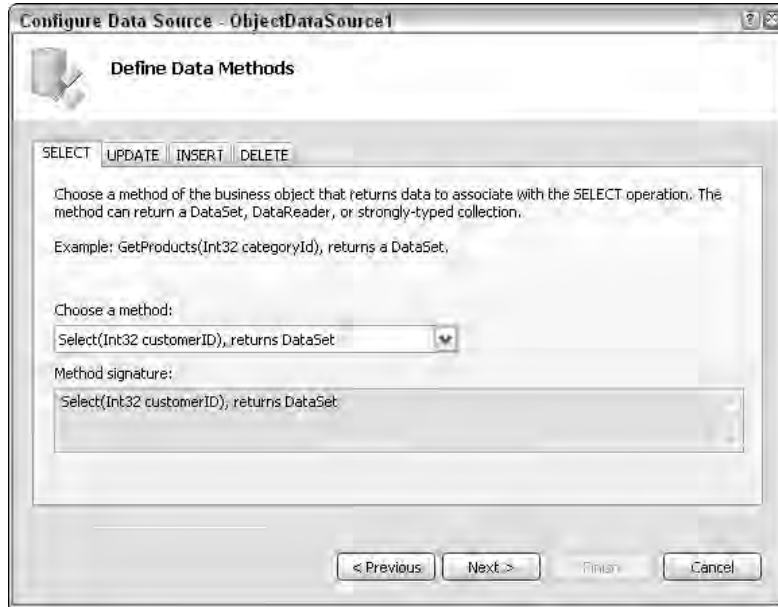 Configure Data Source - ObjectDataSource1
Define Data Methods
SELECT UPDATE INSERT DELETE
Choose a method of the business object that returns data to associate with the SELECT operation. The
method can return a DataSet, DataReader, or strongly-typed collection.
Example: GetProducts(Int32 categoryId), returns a DataSet.
Choose a method:
Select(Int32 customerID), returns DataSet
Method signature:
Select(Int32 customerID), returns DataSet
< Previous Next > Finish Cancel